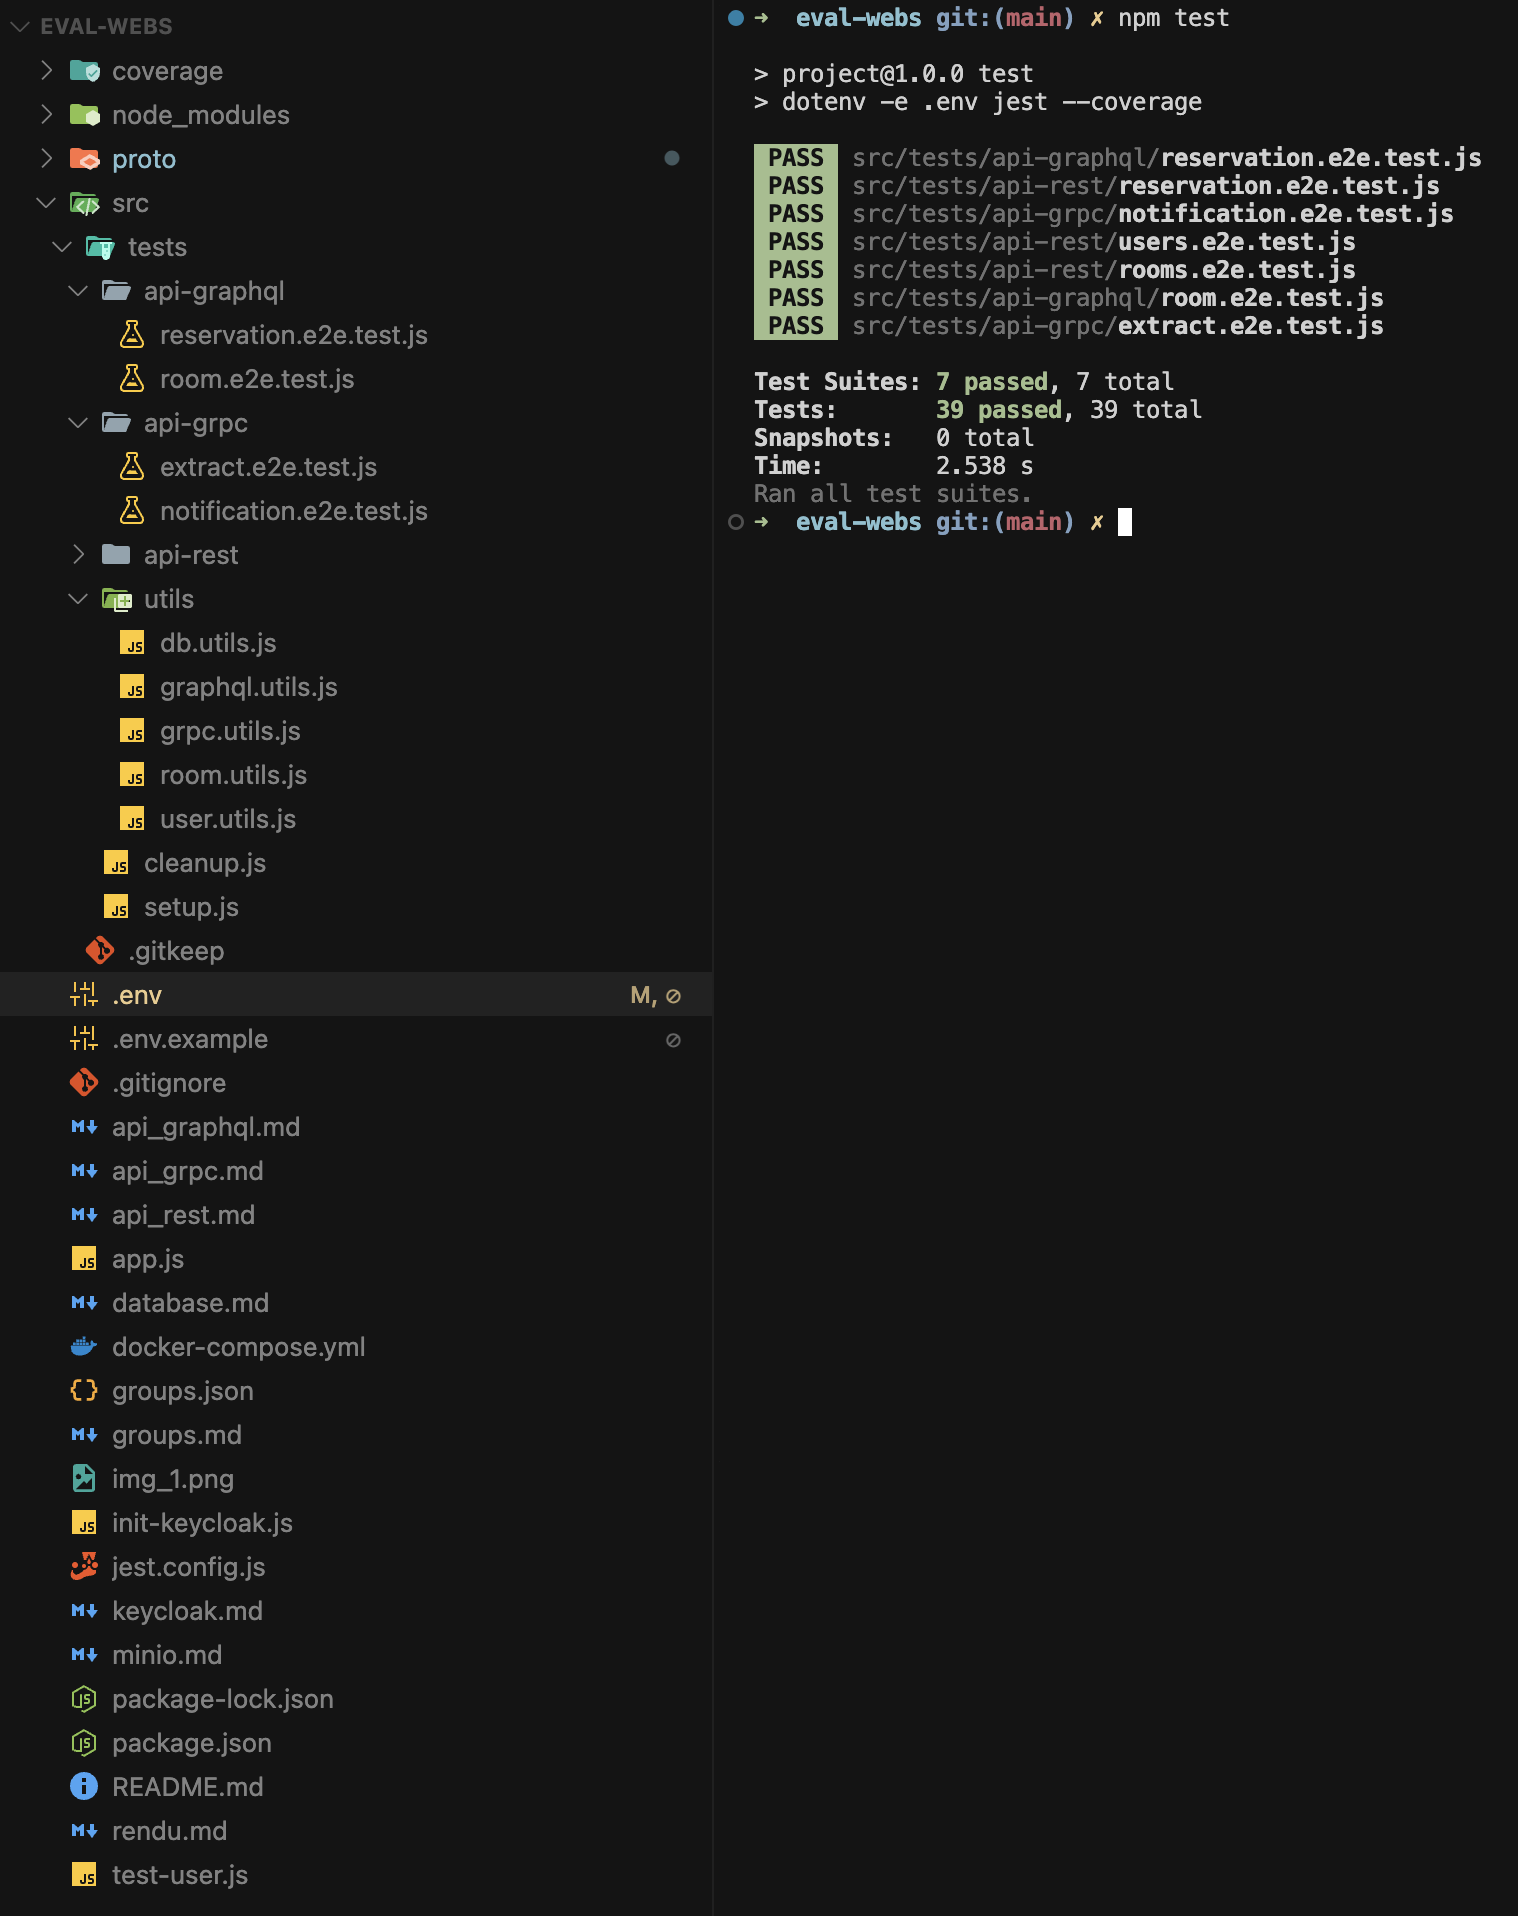 EVAL-WEBS
coverage
node_modules
proto
src
tests
api-graphql
reservation.e2e.test.js
room.e2e.test.js
api-grpc
extract.e2e.test.js
notification.e2e.test.js
api-rest
utils
db.utils.js
graphql.utils.js
grpc.utils.js
room.utils.js
user.utils.js
cleanup.js
setup.js
.gitkeep
.env M, ⊘
.env.example ⊘
.gitignore
api_graphql.md
api_grpc.md
api_rest.md
app.js
database.md
docker-compose.yml
groups.json
groups.md
img_1.png
init-keycloak.js
jest.config.js
keycloak.md
minio.md
package-lock.json
package.json
README.md
rendu.md
test-user.js
➜ eval-webs git:(main) ✗ npm test
> project@1.0.0 test
> dotenv -e .env jest --coverage
PASS src/tests/api-graphql/reservation.e2e.test.js
PASS src/tests/api-rest/reservation.e2e.test.js
PASS src/tests/api-grpc/notification.e2e.test.js
PASS src/tests/api-rest/users.e2e.test.js
PASS src/tests/api-rest/rooms.e2e.test.js
PASS src/tests/api-graphql/room.e2e.test.js
PASS src/tests/api-grpc/extract.e2e.test.js
Test Suites: 7 passed, 7 total
Tests: 39 passed, 39 total
Snapshots: 0 total
Time: 2.538 s
Ran all test suites.
➜ eval-webs git:(main) ✗